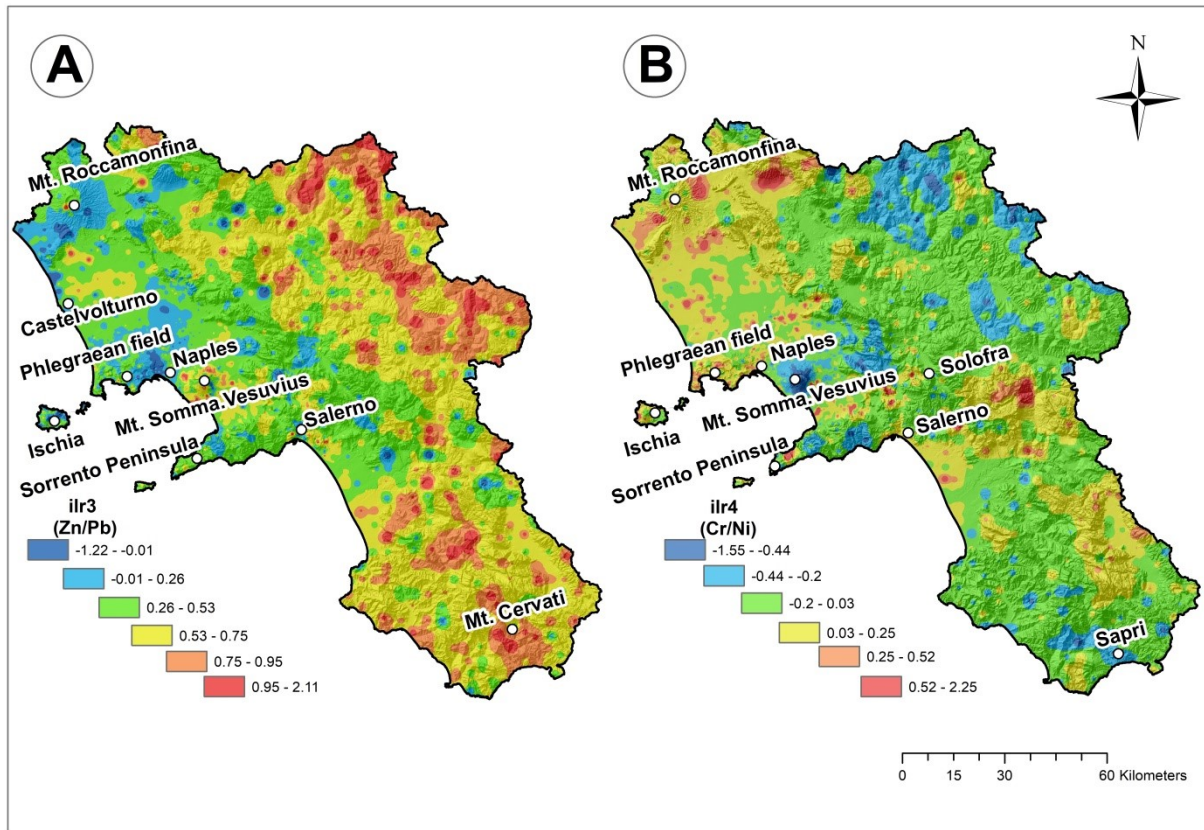 A
B
N
Mt. Roccamonfina
Castelvolturno
Phlegraean field
Naples
Mt. Somma.Vesuvius
Ischia
Salerno
Sorrento Peninsula
Mt. Cervati
ilr3
(Zn/Pb)
-1.22 - -0.01
-0.01 - 0.26
0.26 - 0.53
0.53 - 0.75
0.75 - 0.95
0.95 - 2.11
Mt. Roccamonfina
Phlegraean field
Naples
Solofra
Mt. Somma.Vesuvius
Ischia
Salerno
Sorrento Peninsula
Sapri
ilr4
(Cr/Ni)
-1.55 - -0.44
-0.44 - -0.2
-0.2 - 0.03
0.03 - 0.25
0.25 - 0.52
0.52 - 2.25
0 15 30 60 Kilometers